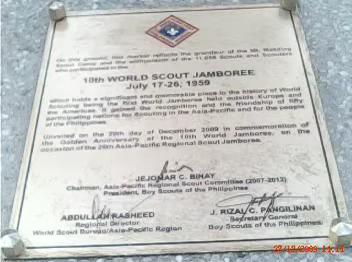 On this ground, this marker reflects the grandeur of the Mt. Makiling
Scout Camp and the
of the 11,
Scouts and Scouters
who participated in the
10th WORLD SCOUT JAMBOREE
July 17-26, 1959
which holds a significant and memorable place in the history of World
Scouting being the first World Jamboree held outside Europe and
the Americas. It gained the recognition and the friendship of fifty
participating nations for Scouting in the Asia-Pacific and for the people
of the Philippines.
Unveiled on the 29th day of December 2009 in commemoration of
the Golden Anniversary of the 10th World Jamboree, on the
occasion of the 26th Asia-Pacific Regional Scout Jamboree.
JEJOMAR C. BINAY
Chairman, Asia-Pacific Regional Scout Committee (2007-2012)
President, Boy Scouts of the Philippines
ABDULLAH RASHEED
Regional Director
World Scout Bureau/Asia-Pacific Region
J. RIZAL C. PANGILINAN
Secretary General
Boy Scouts of the Philippines